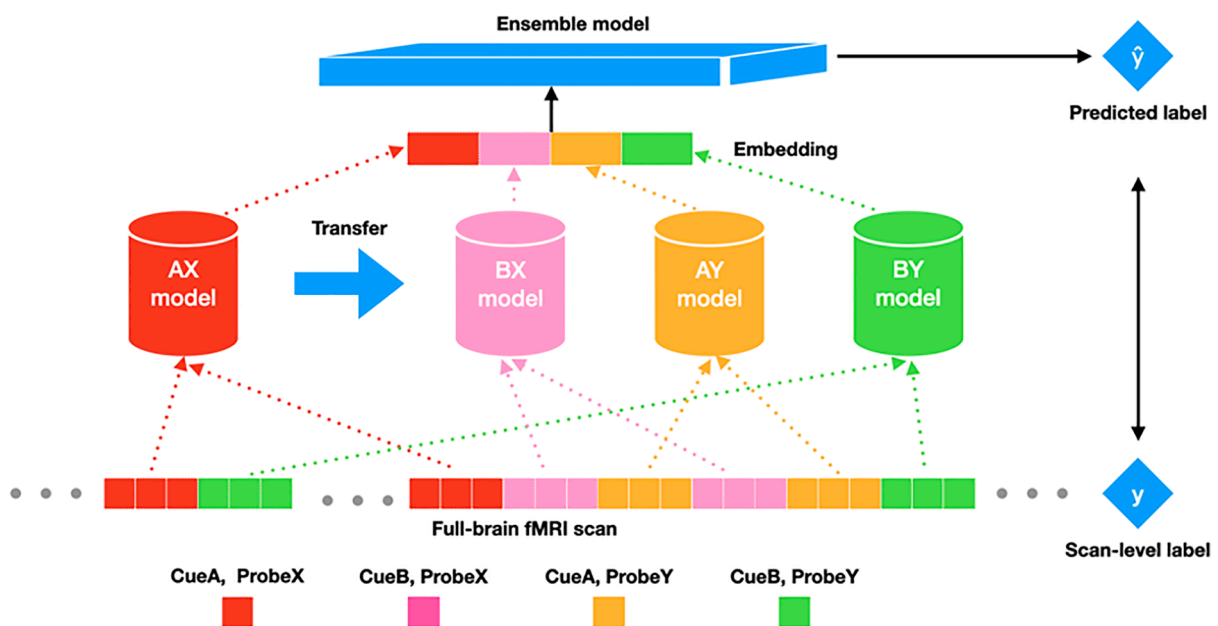 Ensemble model
ŷ
Predicted label
Embedding
Transfer
AX
model
BX
model
AY
model
BY
model
y
Full-brain fMRI scan
Scan-level label
CueA, ProbeX
CueB, ProbeX
CueA, ProbeY
CueB, ProbeY